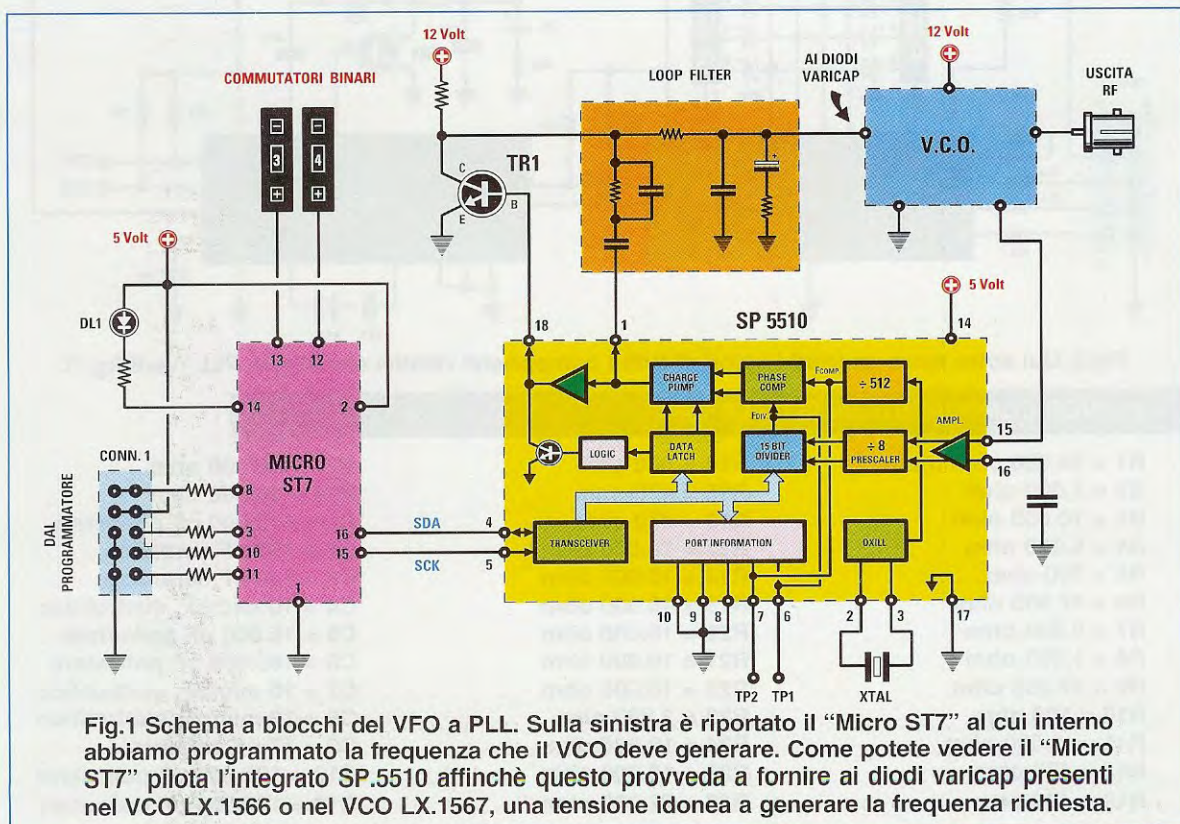 12 Volt
12 Volt
COMMUTATORI BINARI
LOOP FILTER
AI DIODI
VARICAP
USCITA
RF
V.C.O.
− 3 +
− 4 +
C
TR1
B
E
5 Volt
5 Volt
DL1
SP 5510
18
1
14
13
12
14
2
CHARGE
PUMP
PHASE
COMP
FCOMP.
÷ 512
AMPL.
15
FDIV.
CONN. 1
MICRO
ST7
LOGIC
DATA
LATCH
15 BIT
DIVIDER
÷ 8
PRESCALER
16
DAL
PROGRAMMATORE
8
3
10
11
16
15
SDA
SCK
4
5
TRANSCEIVER
PORT INFORMATION
OXILL
1
10
9
8
7
6
2
3
17
TP2
TP1
XTAL
Fig.1 Schema a blocchi del VFO a PLL. Sulla sinistra è riportato il “Micro ST7” al cui interno
abbiamo programmato la frequenza che il VCO deve generare. Come potete vedere il “Micro
ST7” pilota l’integrato SP.5510 affinchè questo provveda a fornire ai diodi varicap presenti
nel VCO LX.1566 o nel VCO LX.1567, una tensione idonea a generare la frequenza richiesta.